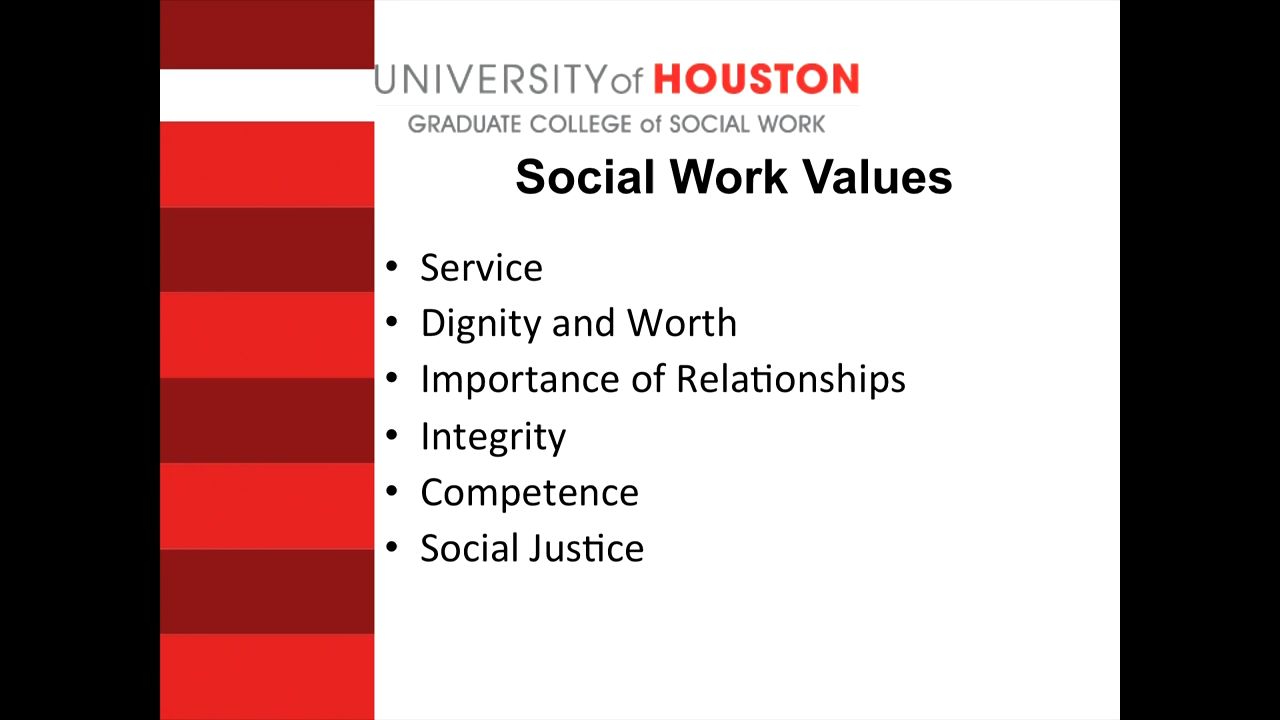 UNIVERSITY of HOUSTON
GRADUATE COLLEGE of SOCIAL WORK
Social Work Values
• Service
• Dignity and Worth
• Importance of Relationships
• Integrity
• Competence
• Social Justice